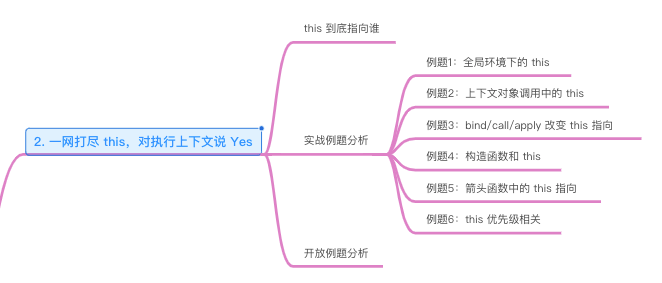 2. 一网打尽 this，对执行上下文说 Yes
this 到底指向谁
实战例题分析
例题1：全局环境下的 this
例题2：上下文对象调用中的 this
例题3：bind/call/apply 改变 this 指向
例题4：构造函数和 this
例题5：箭头函数中的 this 指向
例题6：this 优先级相关
开放例题分析